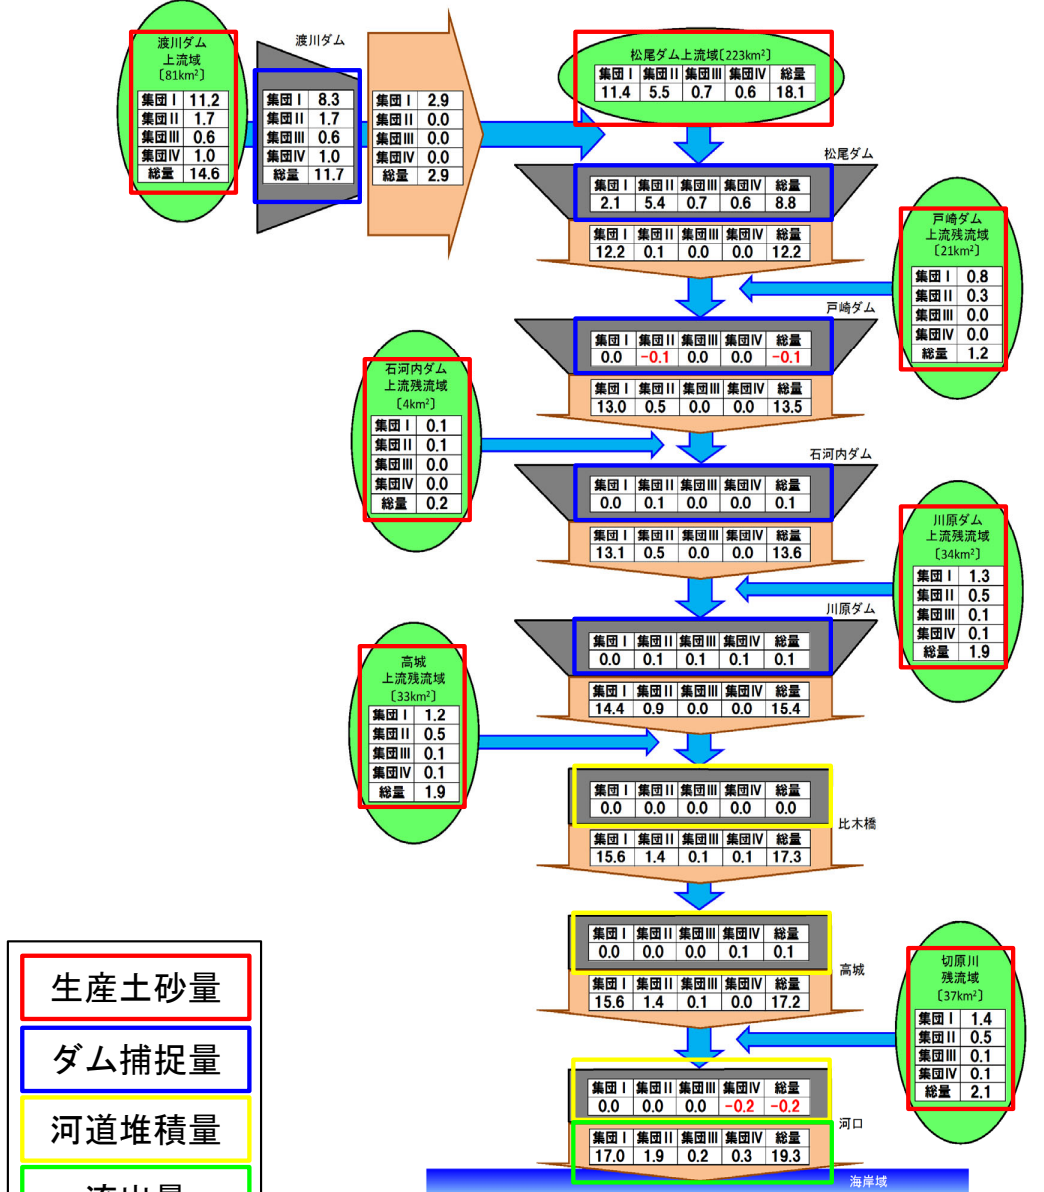 渡川ダム
上流域
〔81km²〕
集団Ⅰ 11.2
集団Ⅱ 1.7
集団Ⅲ 0.6
集団Ⅳ 1.0
総量 14.6
渡川ダム
集団Ⅰ 8.3
集団Ⅱ 1.7
集団Ⅲ 0.6
集団Ⅳ 1.0
総量 11.7
集団Ⅰ 2.9
集団Ⅱ 0.0
集団Ⅲ 0.0
集団Ⅳ 0.0
総量 2.9
松尾ダム上流域〔223km²〕
集団Ⅰ 集団Ⅱ 集団Ⅲ 集団Ⅳ 総量
11.4 5.5 0.7 0.6 18.1
松尾ダム
集団Ⅰ 集団Ⅱ 集団Ⅲ 集団Ⅳ 総量
2.1 5.4 0.7 0.6 8.8
集団Ⅰ 集団Ⅱ 集団Ⅲ 集団Ⅳ 総量
12.2 0.1 0.0 0.0 12.2
戸崎ダム
上流残流域
〔21km²〕
集団Ⅰ 0.8
集団Ⅱ 0.3
集団Ⅲ 0.0
集団Ⅳ 0.0
総量 1.2
戸崎ダム
集団Ⅰ 集団Ⅱ 集団Ⅲ 集団Ⅳ 総量
0.0 -0.1 0.0 0.0 -0.1
集団Ⅰ 集団Ⅱ 集団Ⅲ 集団Ⅳ 総量
13.0 0.5 0.0 0.0 13.5
石河内ダム
上流残流域
〔4km²〕
集団Ⅰ 0.1
集団Ⅱ 0.1
集団Ⅲ 0.0
集団Ⅳ 0.0
総量 0.2
石河内ダム
集団Ⅰ 集団Ⅱ 集団Ⅲ 集団Ⅳ 総量
0.0 0.1 0.0 0.0 0.1
集団Ⅰ 集団Ⅱ 集団Ⅲ 集団Ⅳ 総量
13.1 0.5 0.0 0.0 13.6
川原ダム
上流残流域
〔34km²〕
集団Ⅰ 1.3
集団Ⅱ 0.5
集団Ⅲ 0.1
集団Ⅳ 0.1
総量 1.9
川原ダム
集団Ⅰ 集団Ⅱ 集団Ⅲ 集団Ⅳ 総量
0.0 0.1 0.1 0.1 0.1
集団Ⅰ 集団Ⅱ 集団Ⅲ 集団Ⅳ 総量
14.4 0.9 0.0 0.0 15.4
高城
上流残流域
〔33km²〕
集団Ⅰ 1.2
集団Ⅱ 0.5
集団Ⅲ 0.1
集団Ⅳ 0.1
総量 1.9
集団Ⅰ 集団Ⅱ 集団Ⅲ 集団Ⅳ 総量
0.0 0.0 0.0 0.0 0.0
比木橋
集団Ⅰ 集団Ⅱ 集団Ⅲ 集団Ⅳ 総量
15.6 1.4 0.1 0.1 17.3
集団Ⅰ 集団Ⅱ 集団Ⅲ 集団Ⅳ 総量
0.0 0.0 0.0 0.1 0.1
高城
集団Ⅰ 集団Ⅱ 集団Ⅲ 集団Ⅳ 総量
15.6 1.4 0.1 0.0 17.2
切原川
残流域
〔37km²〕
集団Ⅰ 1.4
集団Ⅱ 0.5
集団Ⅲ 0.1
集団Ⅳ 0.1
総量 2.1
集団Ⅰ 集団Ⅱ 集団Ⅲ 集団Ⅳ 総量
0.0 0.0 0.0 -0.2 -0.2
河口
集団Ⅰ 集団Ⅱ 集団Ⅲ 集団Ⅳ 総量
17.0 1.9 0.2 0.3 19.3
海岸域
生産土砂量
ダム捕捉量
河道堆積量